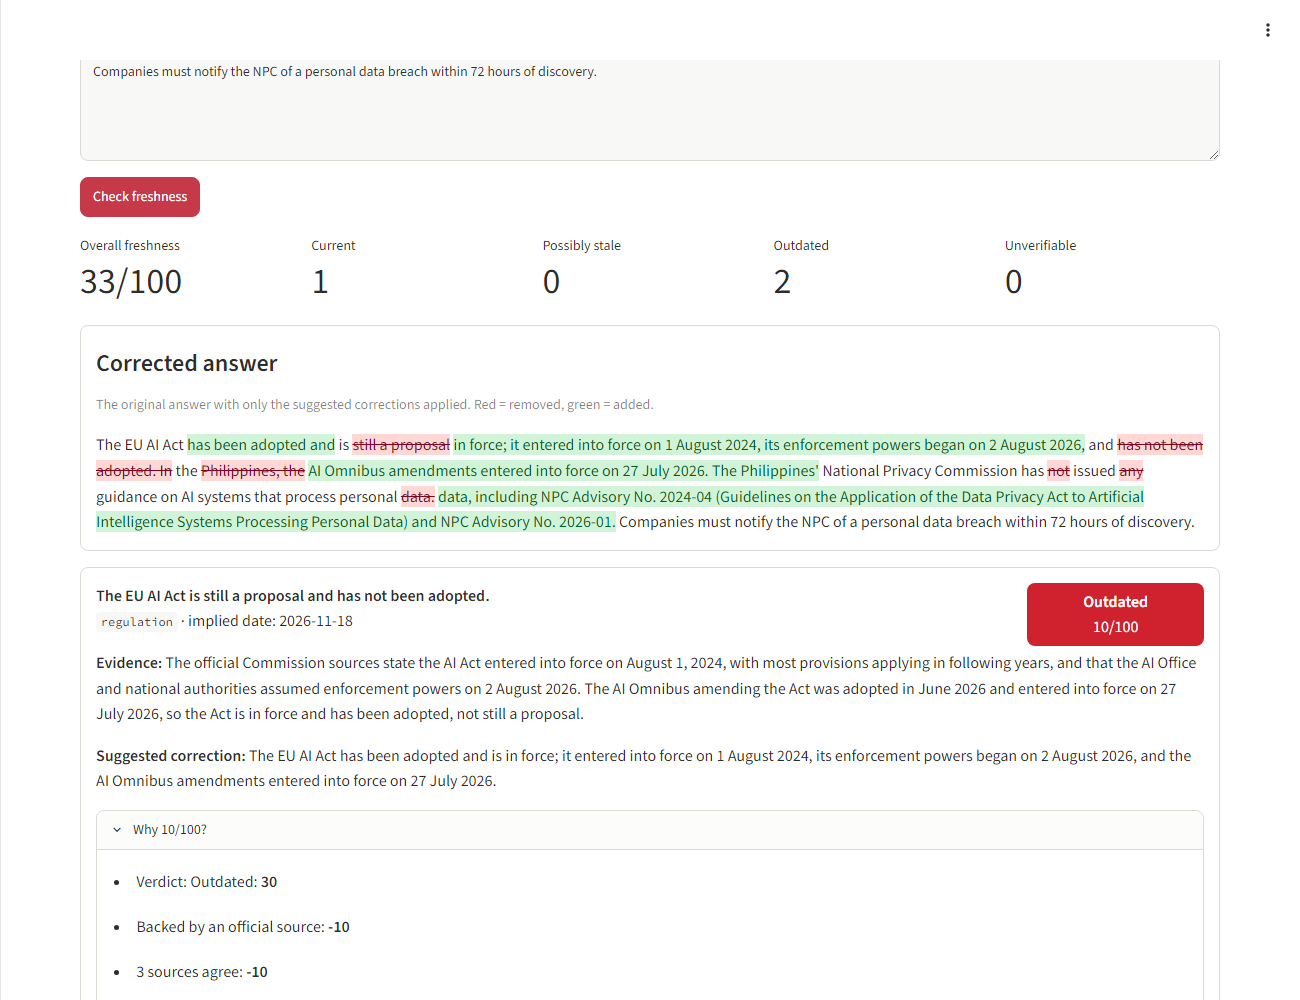 Companies must notify the NPC of a personal data breach within 72 hours of discovery.
Check freshness
Overall freshness
33/100
Current
1
Possibly stale
0
Outdated
2
Unverifiable
0
Corrected answer
The original answer with only the suggested corrections applied. Red = removed, green = added.
The EU AI Act has been adopted and is still a proposal in force; it entered into force on 1 August 2024, its enforcement powers began on 2 August 2026, and has not been
adopted. In the Philippines, the AI Omnibus amendments entered into force on 27 July 2026. The Philippines' National Privacy Commission has not issued any
guidance on AI systems that process personal data. data, including NPC Advisory No. 2024-04 (Guidelines on the Application of the Data Privacy Act to Artificial
Intelligence Systems Processing Personal Data) and NPC Advisory No. 2026-01. Companies must notify the NPC of a personal data breach within 72 hours of discovery.
The EU AI Act is still a proposal and has not been adopted.
regulation · implied date: 2026-11-18
Outdated
10/100
Evidence: The official Commission sources state the AI Act entered into force on August 1, 2024, with most provisions applying in following years, and that the AI Office
and national authorities assumed enforcement powers on 2 August 2026. The AI Omnibus amending the Act was adopted in June 2026 and entered into force on 27
July 2026, so the Act is in force and has been adopted, not still a proposal.
Suggested correction: The EU AI Act has been adopted and is in force; it entered into force on 1 August 2024, its enforcement powers began on 2 August 2026, and the
AI Omnibus amendments entered into force on 27 July 2026.
Why 10/100?
• Verdict: Outdated: 30
• Backed by an official source: -10
• 3 sources agree: -10